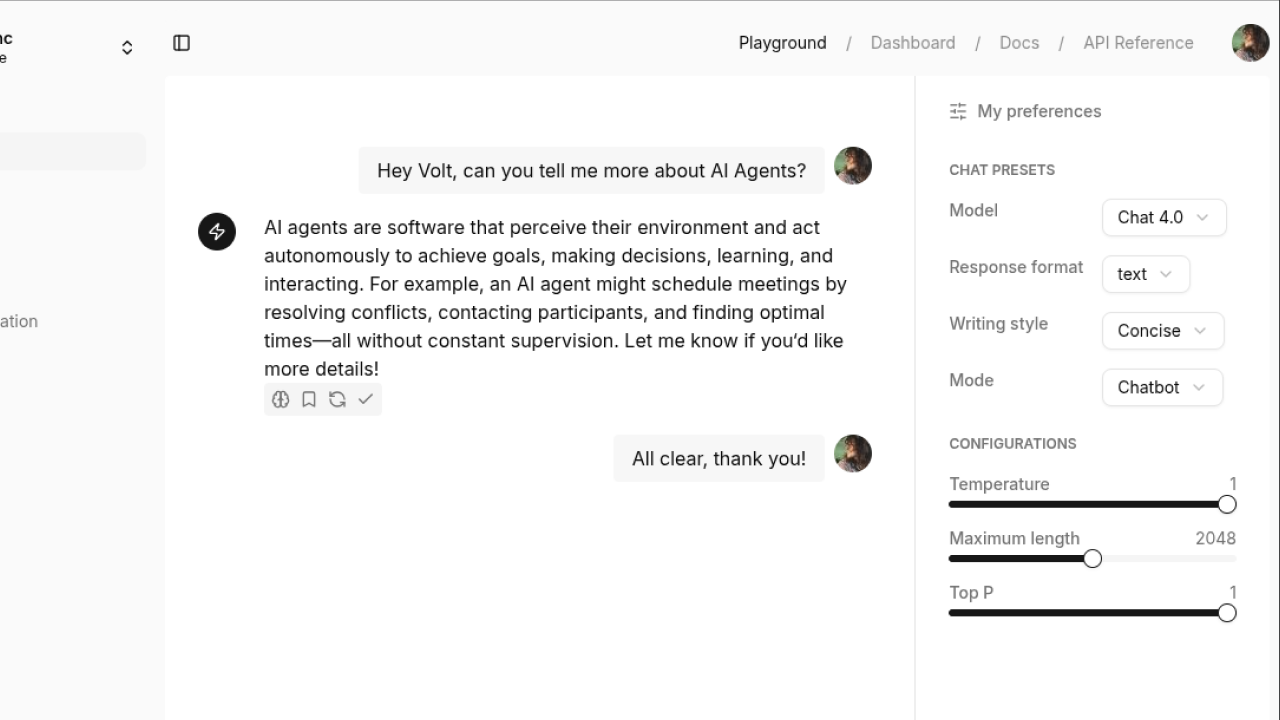 Playground / Dashboard / Docs / API Reference
Hey Volt, can you tell me more about AI Agents?
AI agents are software that perceive their environment and act
autonomously to achieve goals, making decisions, learning, and
interacting. For example, an AI agent might schedule meetings by
resolving conflicts, contacting participants, and finding optimal
times—all without constant supervision. Let me know if you’d like
more details!
All clear, thank you!
My preferences
CHAT PRESETS
Model Chat 4.0
Response format text
Writing style Concise
Mode Chatbot
CONFIGURATIONS
Temperature 1
Maximum length 2048
Top P 1